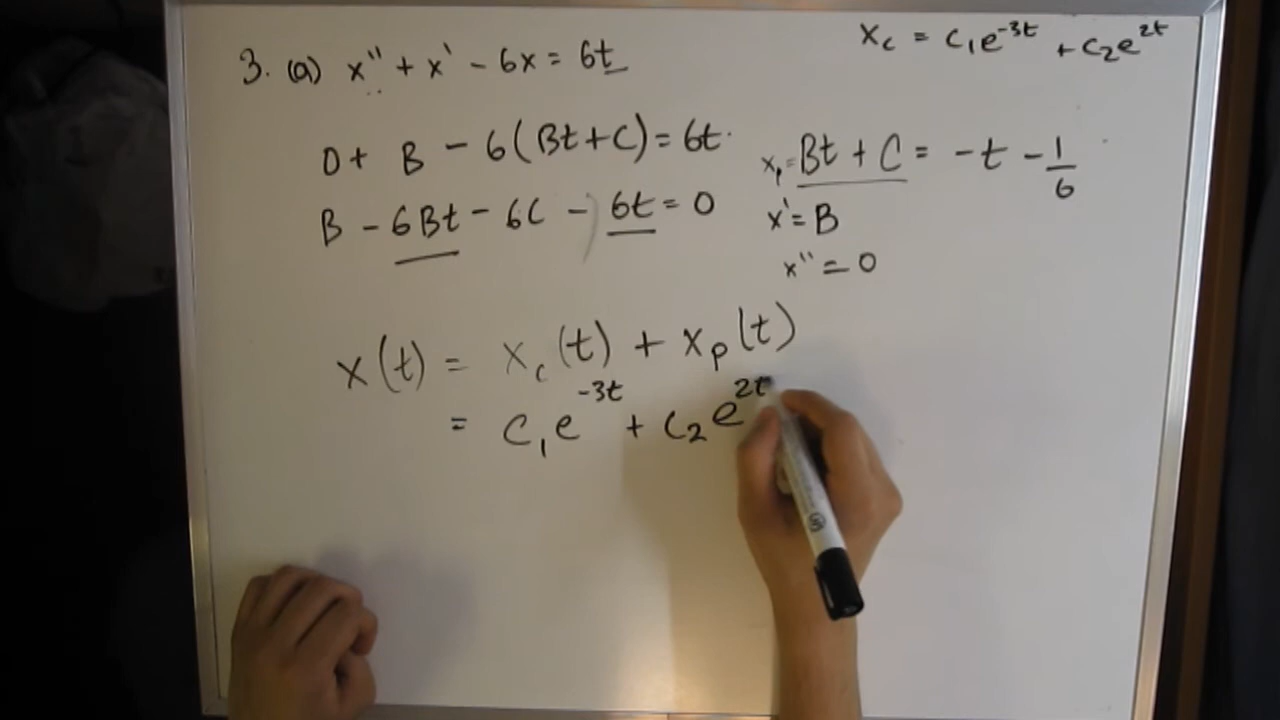 3. (a) x'' + x' - 6x = 6t
x_c = c₁e^{-3t} + c₂e^{2t}
0 + B - 6(Bt + C) = 6t
B - 6Bt - 6C - 6t = 0
x_p = Bt + C = -t - 1/6
x' = B
x'' = 0
x(t) = x_c(t) + x_p(t)
= c₁e^{-3t} + c₂e^{2t}